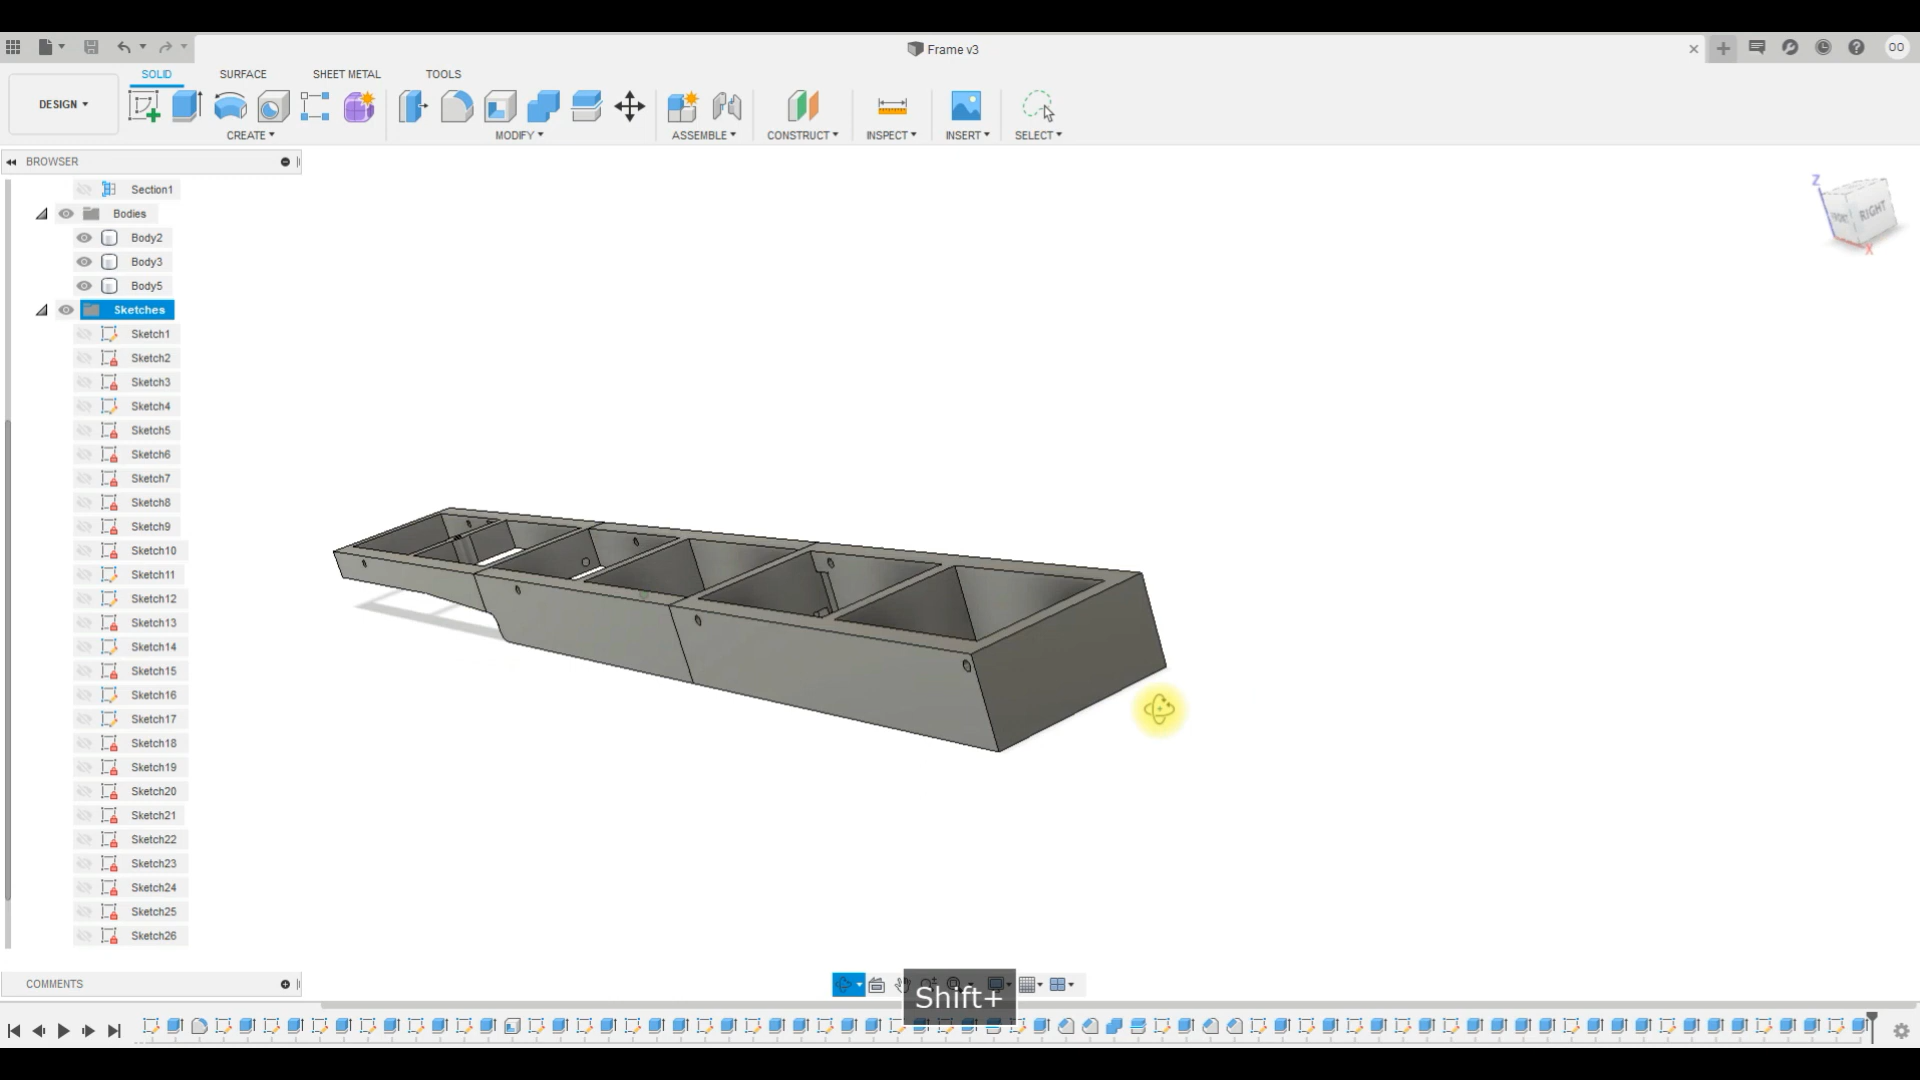 Frame v3
OO
SOLID
SURFACE
SHEET METAL
TOOLS
DESIGN
CREATE
MODIFY
ASSEMBLE
CONSTRUCT
INSPECT
INSERT
SELECT
BROWSER
Section1
Bodies
Body2
Body3
Body5
Sketches
Sketch1
Sketch2
Sketch3
Sketch4
Sketch5
Sketch6
Sketch7
Sketch8
Sketch9
Sketch10
Sketch11
Sketch12
Sketch13
Sketch14
Sketch15
Sketch16
Sketch17
Sketch18
Sketch19
Sketch20
Sketch21
Sketch22
Sketch23
Sketch24
Sketch25
Sketch26
Z
FRONT
RIGHT
X
COMMENTS
Shift+